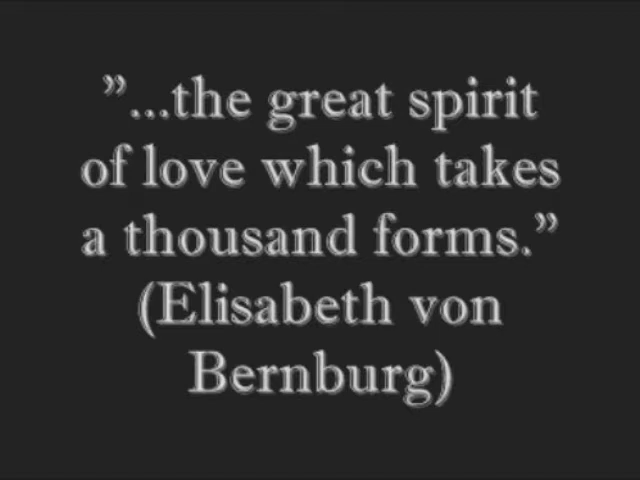 ”...the great spirit
of love which takes
a thousand forms.”
(Elisabeth von
Bernburg)